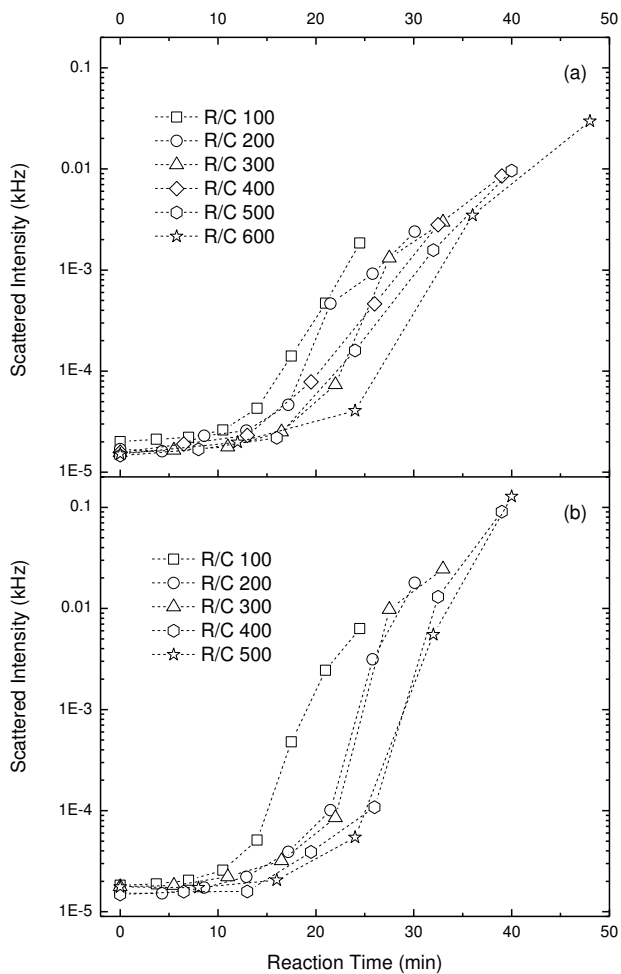 0 10 20 30 40 50
0.1
(a)
R/C 100
R/C 200
R/C 300
R/C 400
R/C 500
R/C 600
0.01
1E-3
1E-4
1E-5
Scattered Intensity (kHz)
0.1
(b)
R/C 100
R/C 200
R/C 300
R/C 400
R/C 500
0.01
1E-3
1E-4
1E-5
Scattered Intensity (kHz)
0 10 20 30 40 50
Reaction Time (min)